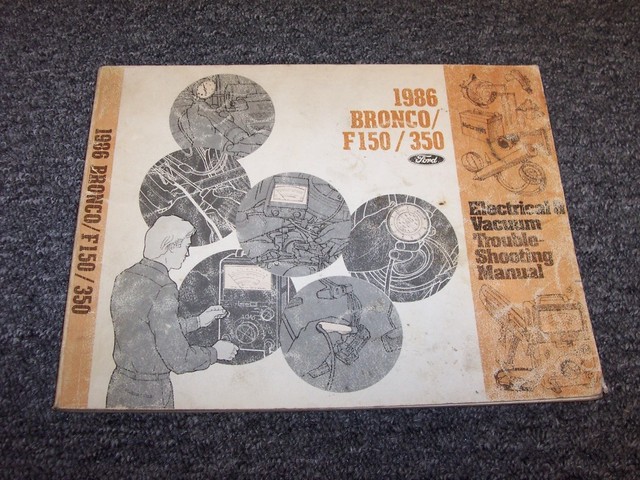 1986
BRONCO/
F150/350
Ford
Electrical &
Vacuum
Trouble-
Shooting
Manual
1986 BRONCO/F150/350